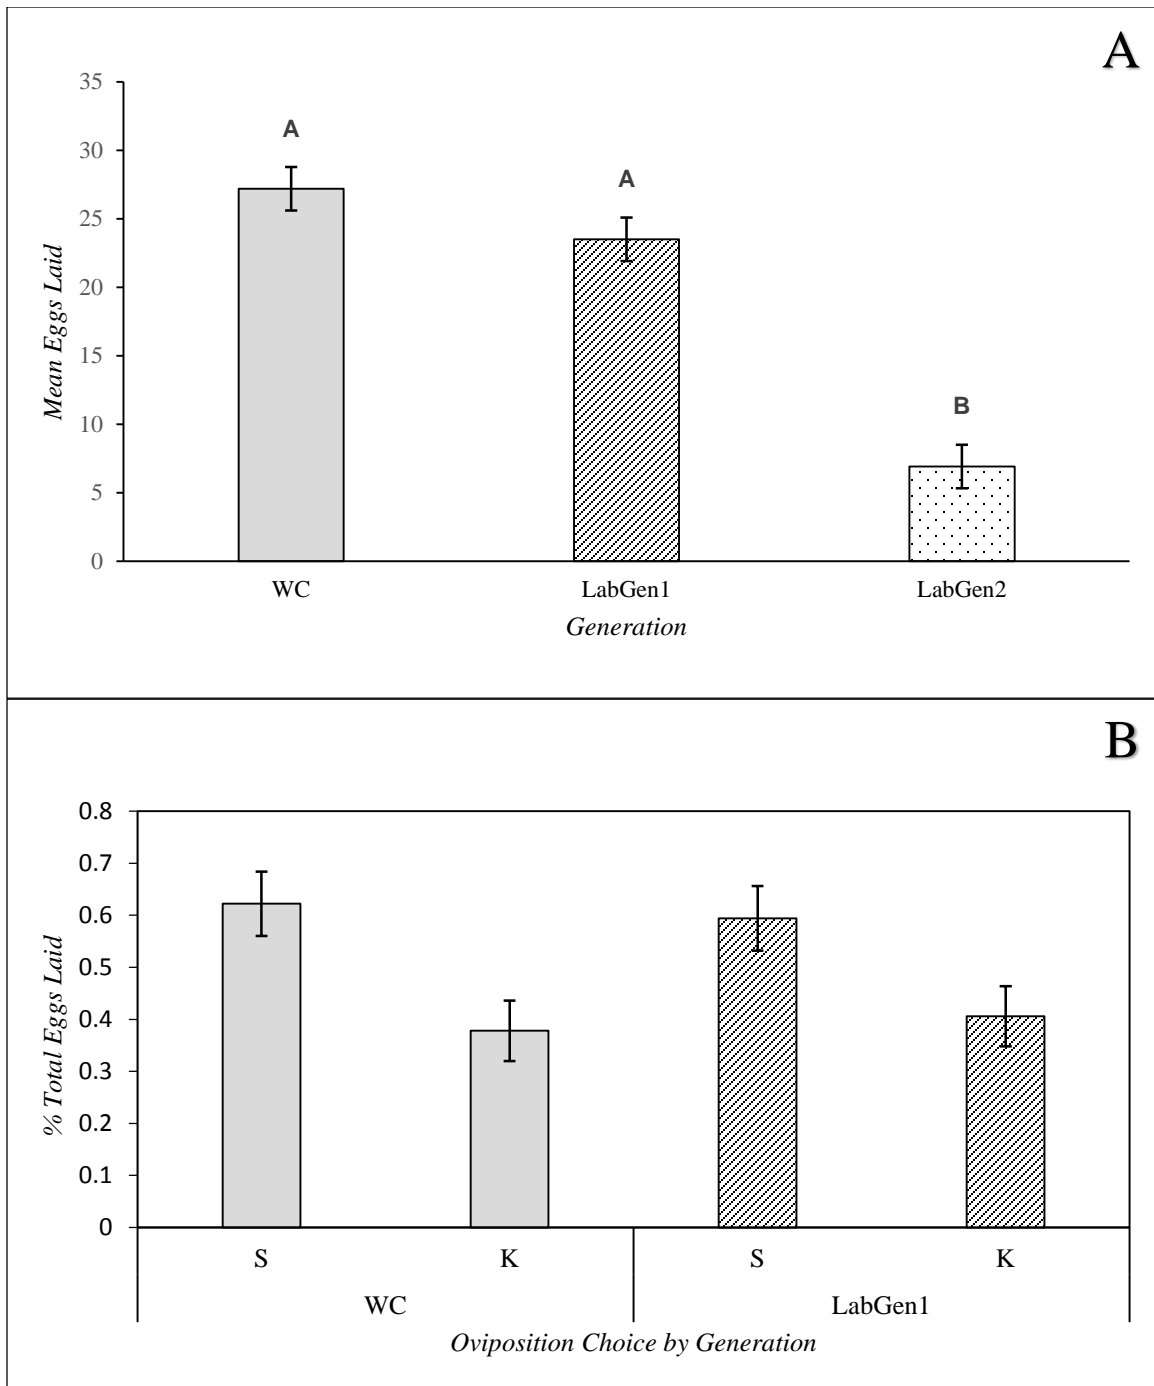 A
35
30
25
20
15
10
5
0
Mean Eggs Laid
A
A
B
WC LabGen1 LabGen2
Generation
B
0.8
0.7
0.6
0.5
0.4
0.3
0.2
0.1
0
% Total Eggs Laid
S K S K
WC LabGen1
Oviposition Choice by Generation